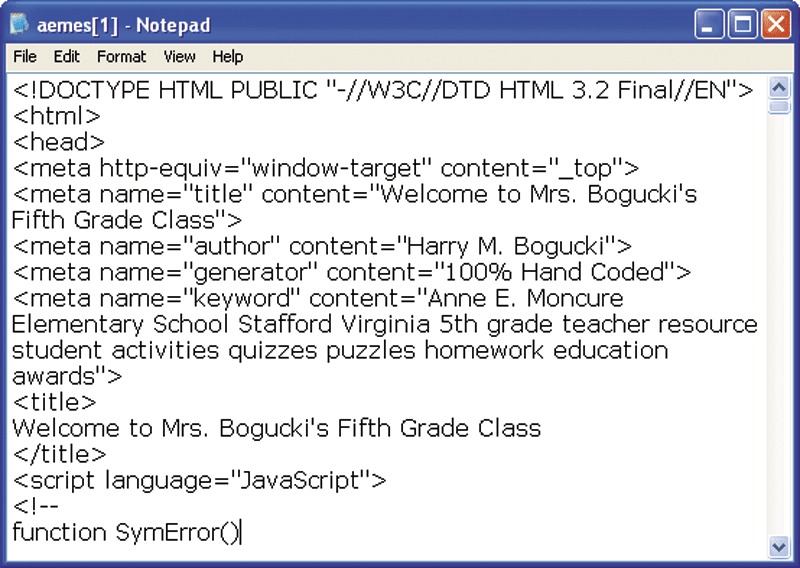 aemes[1] - Notepad
File Edit Format View Help
<!DOCTYPE HTML PUBLIC "-//W3C//DTD HTML 3.2 Final//EN">
<html>
<head>
<meta http-equiv="window-target" content="_top">
<meta name="title" content="Welcome to Mrs. Bogucki's
Fifth Grade Class">
<meta name="author" content="Harry M. Bogucki">
<meta name="generator" content="100% Hand Coded">
<meta name="keyword" content="Anne E. Moncure
Elementary School Stafford Virginia 5th grade teacher resource
student activities quizzes puzzles homework education
awards">
<title>
Welcome to Mrs. Bogucki's Fifth Grade Class
</title>
<script language="JavaScript">
<!--
function SymError()